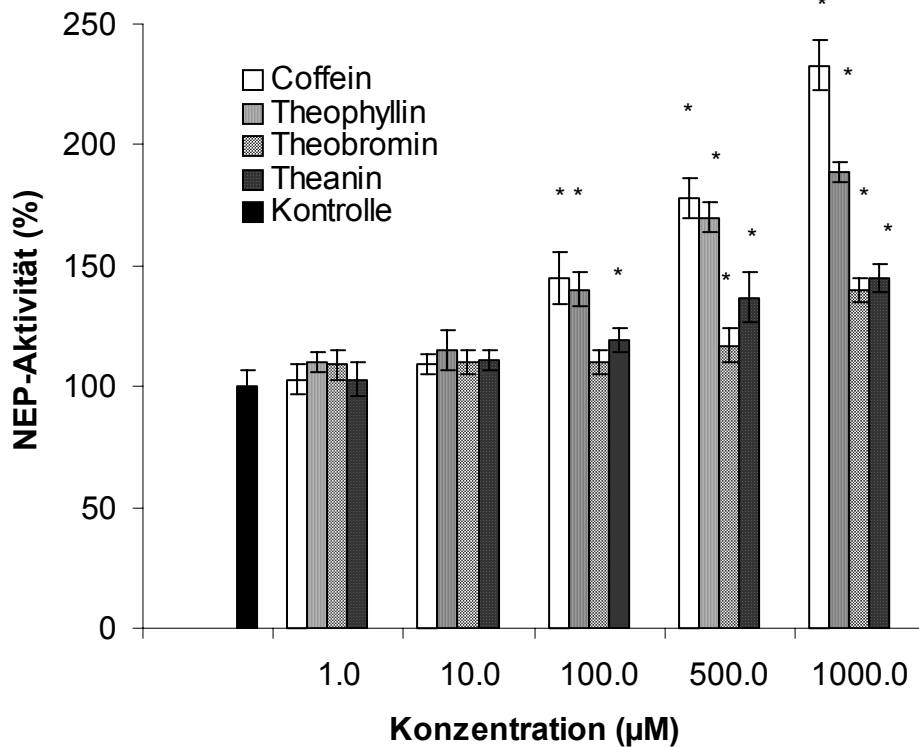 *
250
Coffein
*
Theophyllin
*
200
Theobromin
*
Theanin
* *
*
Kontrolle
*
*
150
*
*
100
50
0
1.0 10.0 100.0 500.0 1000.0
Konzentration (µM)
NEP-Aktivität (%)